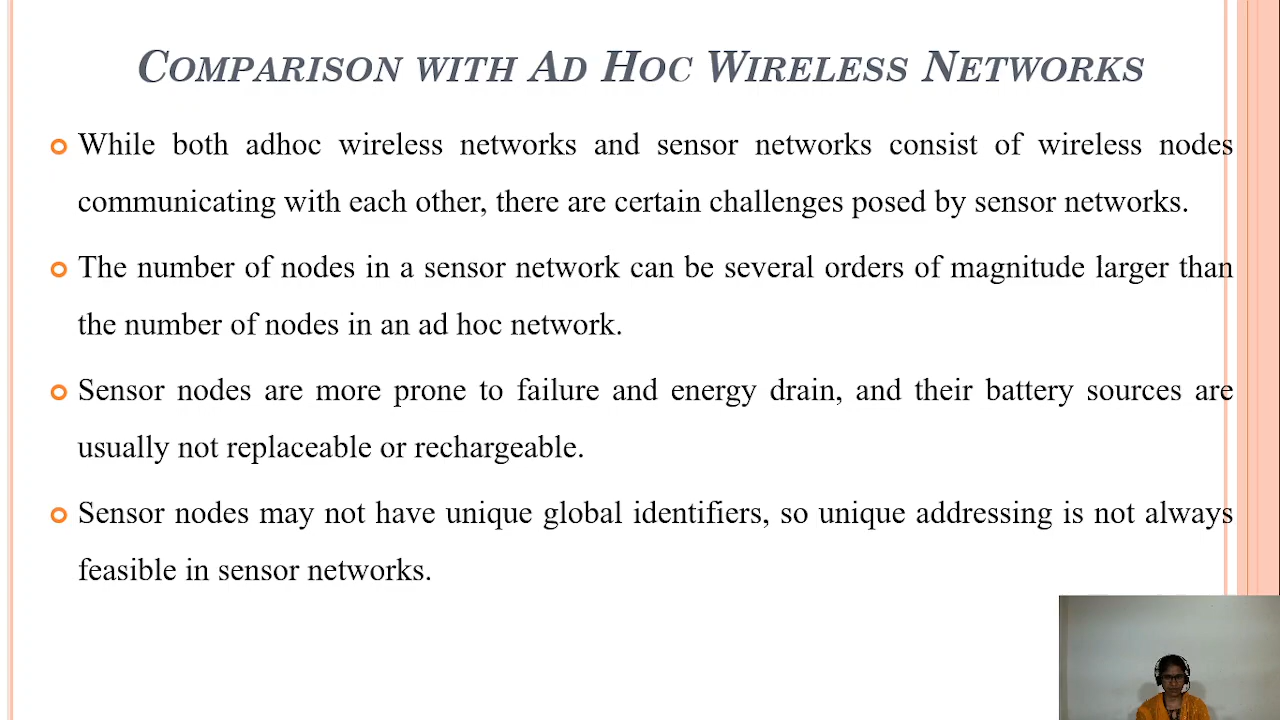 COMPARISON WITH AD HOC WIRELESS NETWORKS
While both adhoc wireless networks and sensor networks consist of wireless nodes
communicating with each other, there are certain challenges posed by sensor networks.
The number of nodes in a sensor network can be several orders of magnitude larger than
the number of nodes in an ad hoc network.
Sensor nodes are more prone to failure and energy drain, and their battery sources are
usually not replaceable or rechargeable.
Sensor nodes may not have unique global identifiers, so unique addressing is not always
feasible in sensor networks.